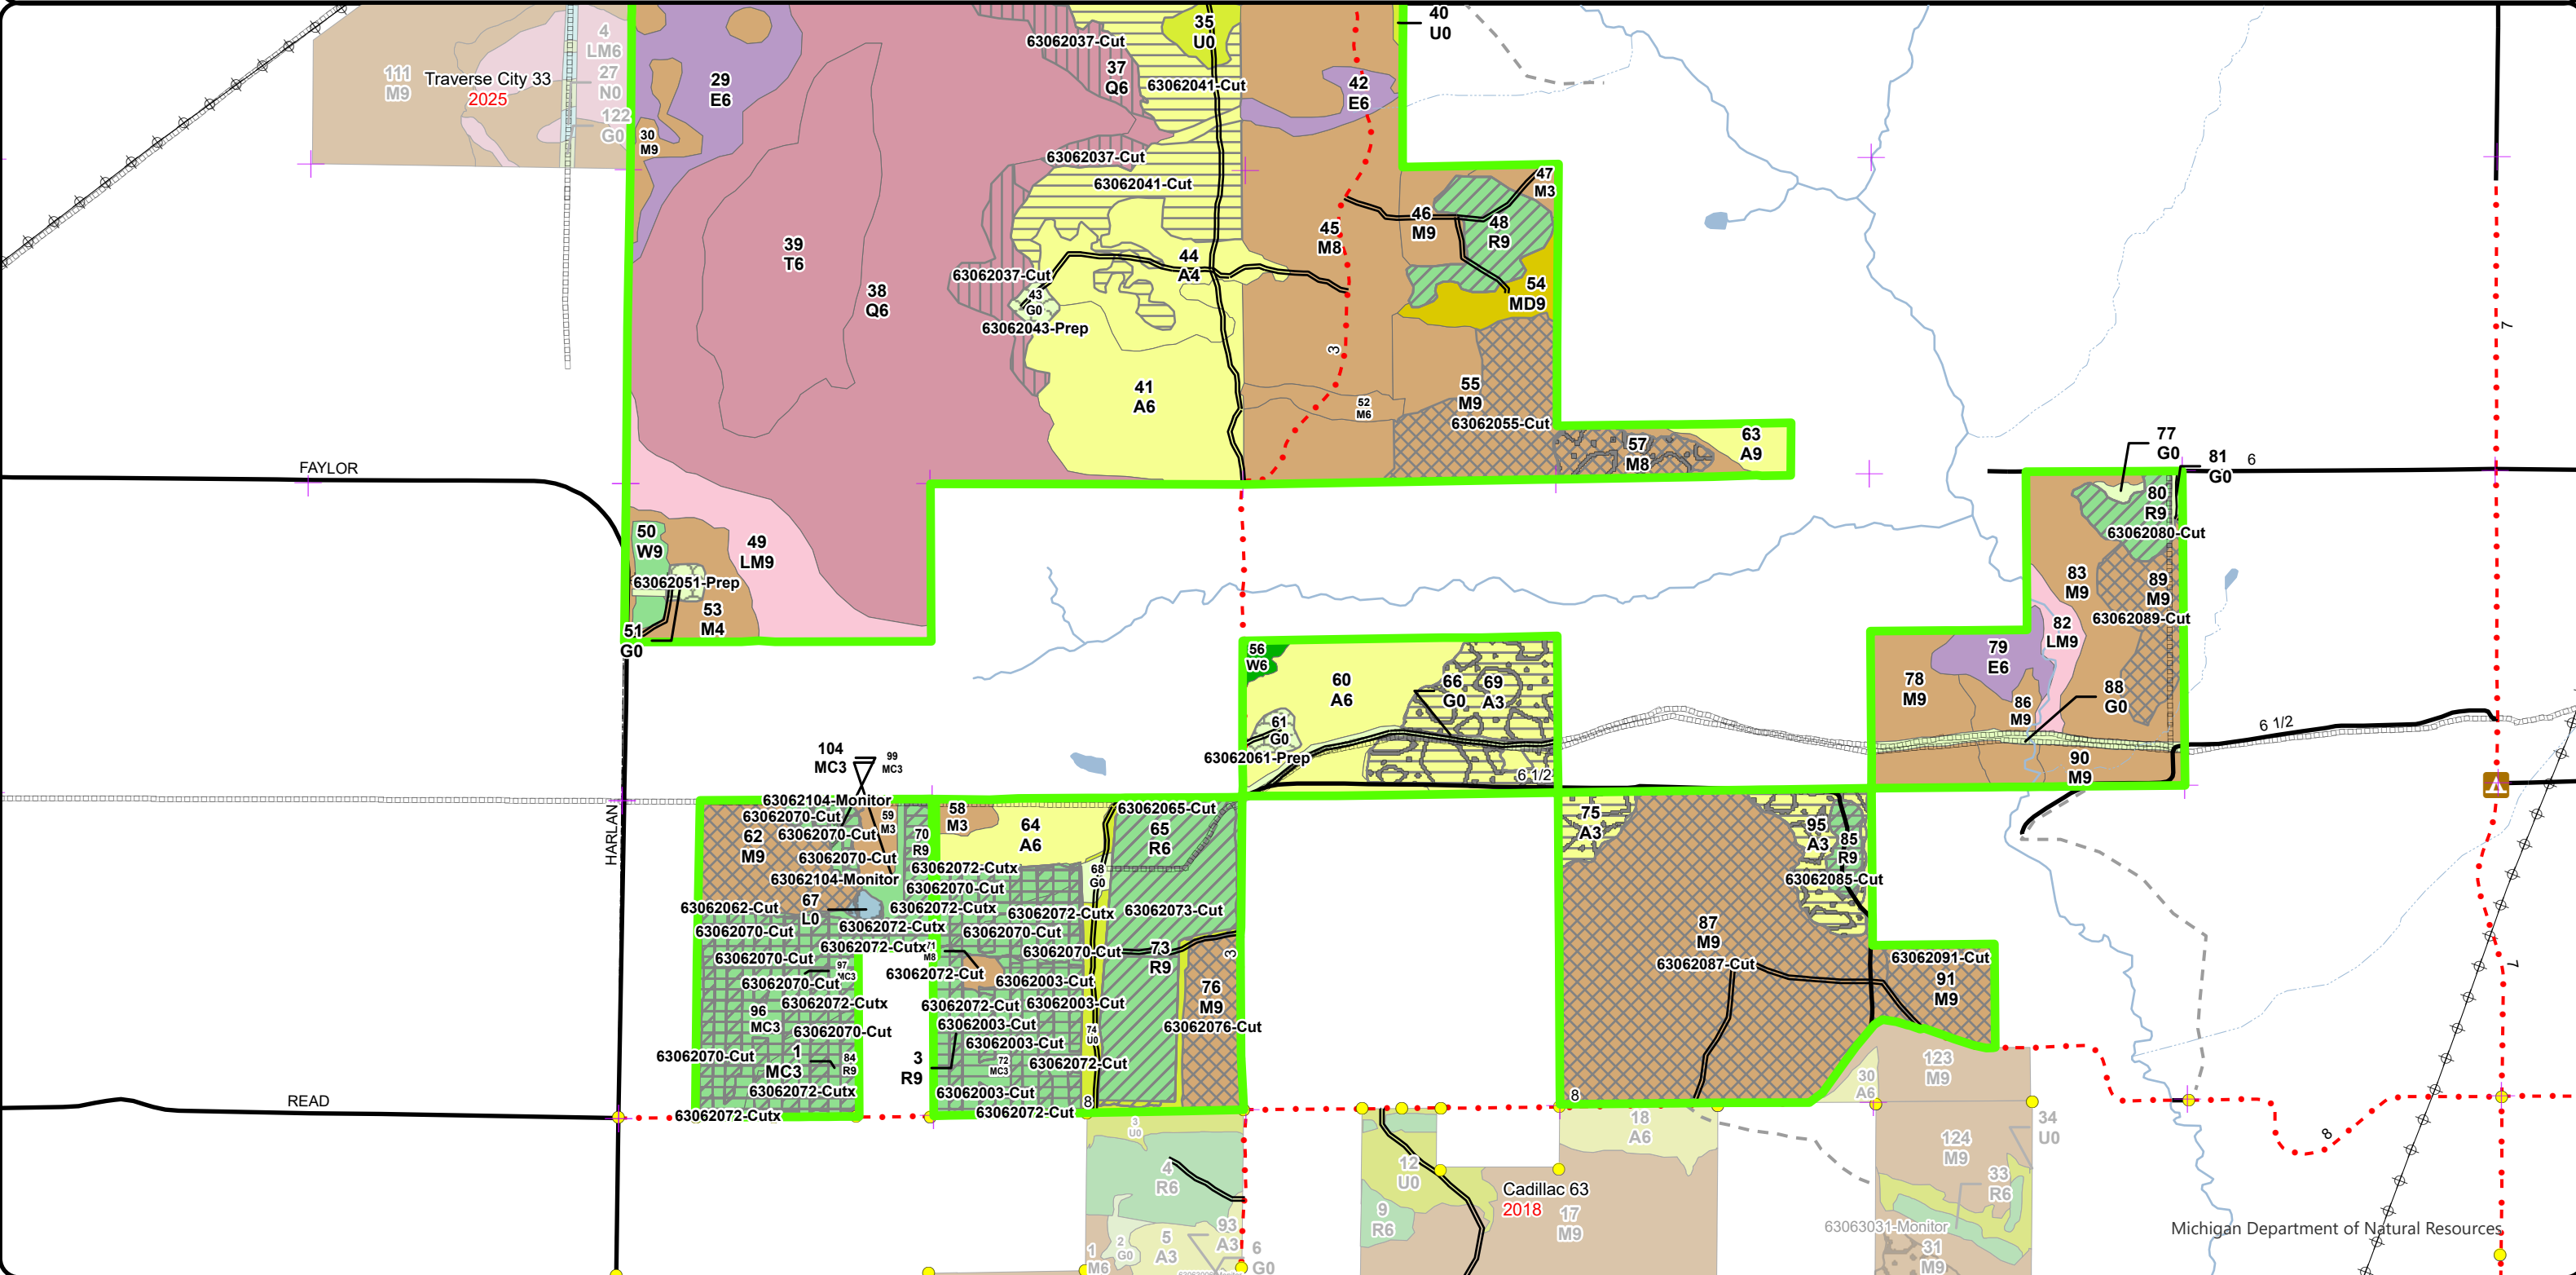 4
LM6
27
N0
122
G0
111
M9
Traverse City 33
2025
29
E6
30
M9
39
T6
38
Q6
63062037-Cut
37
Q6
35
U0
63062041-Cut
40
U0
42
E6
63062037-Cut
63062041-Cut
47
M3
46
M9
48
R9
45
M8
44
A4
63062037-Cut
43
G0
63062043-Prep
54
MD9
3
41
A6
52
M6
55
M9
63062055-Cut
57
M8
63
A9
FAYLOR
77
G0
81
G0
6
7
80
R9
63062080-Cut
50
W9
49
LM9
63062051-Prep
53
M4
51
G0
83
M9
89
M9
63062089-Cut
82
LM9
79
E6
78
M9
86
M9
88
G0
90
M9
6 1/2
56
W6
60
A6
66
G0
69
A3
61
G0
63062061-Prep
6 1/2
104
MC3
99
MC3
63062104-Monitor
63062070-Cut
63062070-Cut
59
M3
62
M9
63062070-Cut
63062104-Monitor
70
R9
58
M3
64
A6
63062065-Cut
65
R6
HARLAN
63062072-Cutx
68
G0
63062070-Cut
63062062-Cut
67
L0
63062072-Cutx
63062072-Cutx
63062073-Cut
63062070-Cut
63062072-Cutx
63062070-Cut
63062072-Cutx
71
M8
63062070-Cut
73
R9
3
63062070-Cut
97
MC3
63062072-Cut
63062070-Cut
63062003-Cut
76
M9
63062072-Cutx
63062072-Cut
63062003-Cut
96
MC3
63062070-Cut
63062003-Cut
63062076-Cut
74
U0
63062003-Cut
63062070-Cut
1
MC3
84
R9
3
R9
72
MC3
63062072-Cut
63062072-Cutx
63062003-Cut
8
63062072-Cutx
63062072-Cut
READ
75
A3
95
A3
85
R9
63062085-Cut
87
M9
63062087-Cut
63062091-Cut
91
M9
8
7
123
M9
30
A6
3
U0
4
R6
18
A6
12
U0
124
M9
34
U0
8
33
R6
Cadillac 63
2018
9
R6
17
M9
93
A3
5
A3
2
G0
1
M6
6
G0
63063031-Monitor
31
M9
Michigan Department of Natural Resources